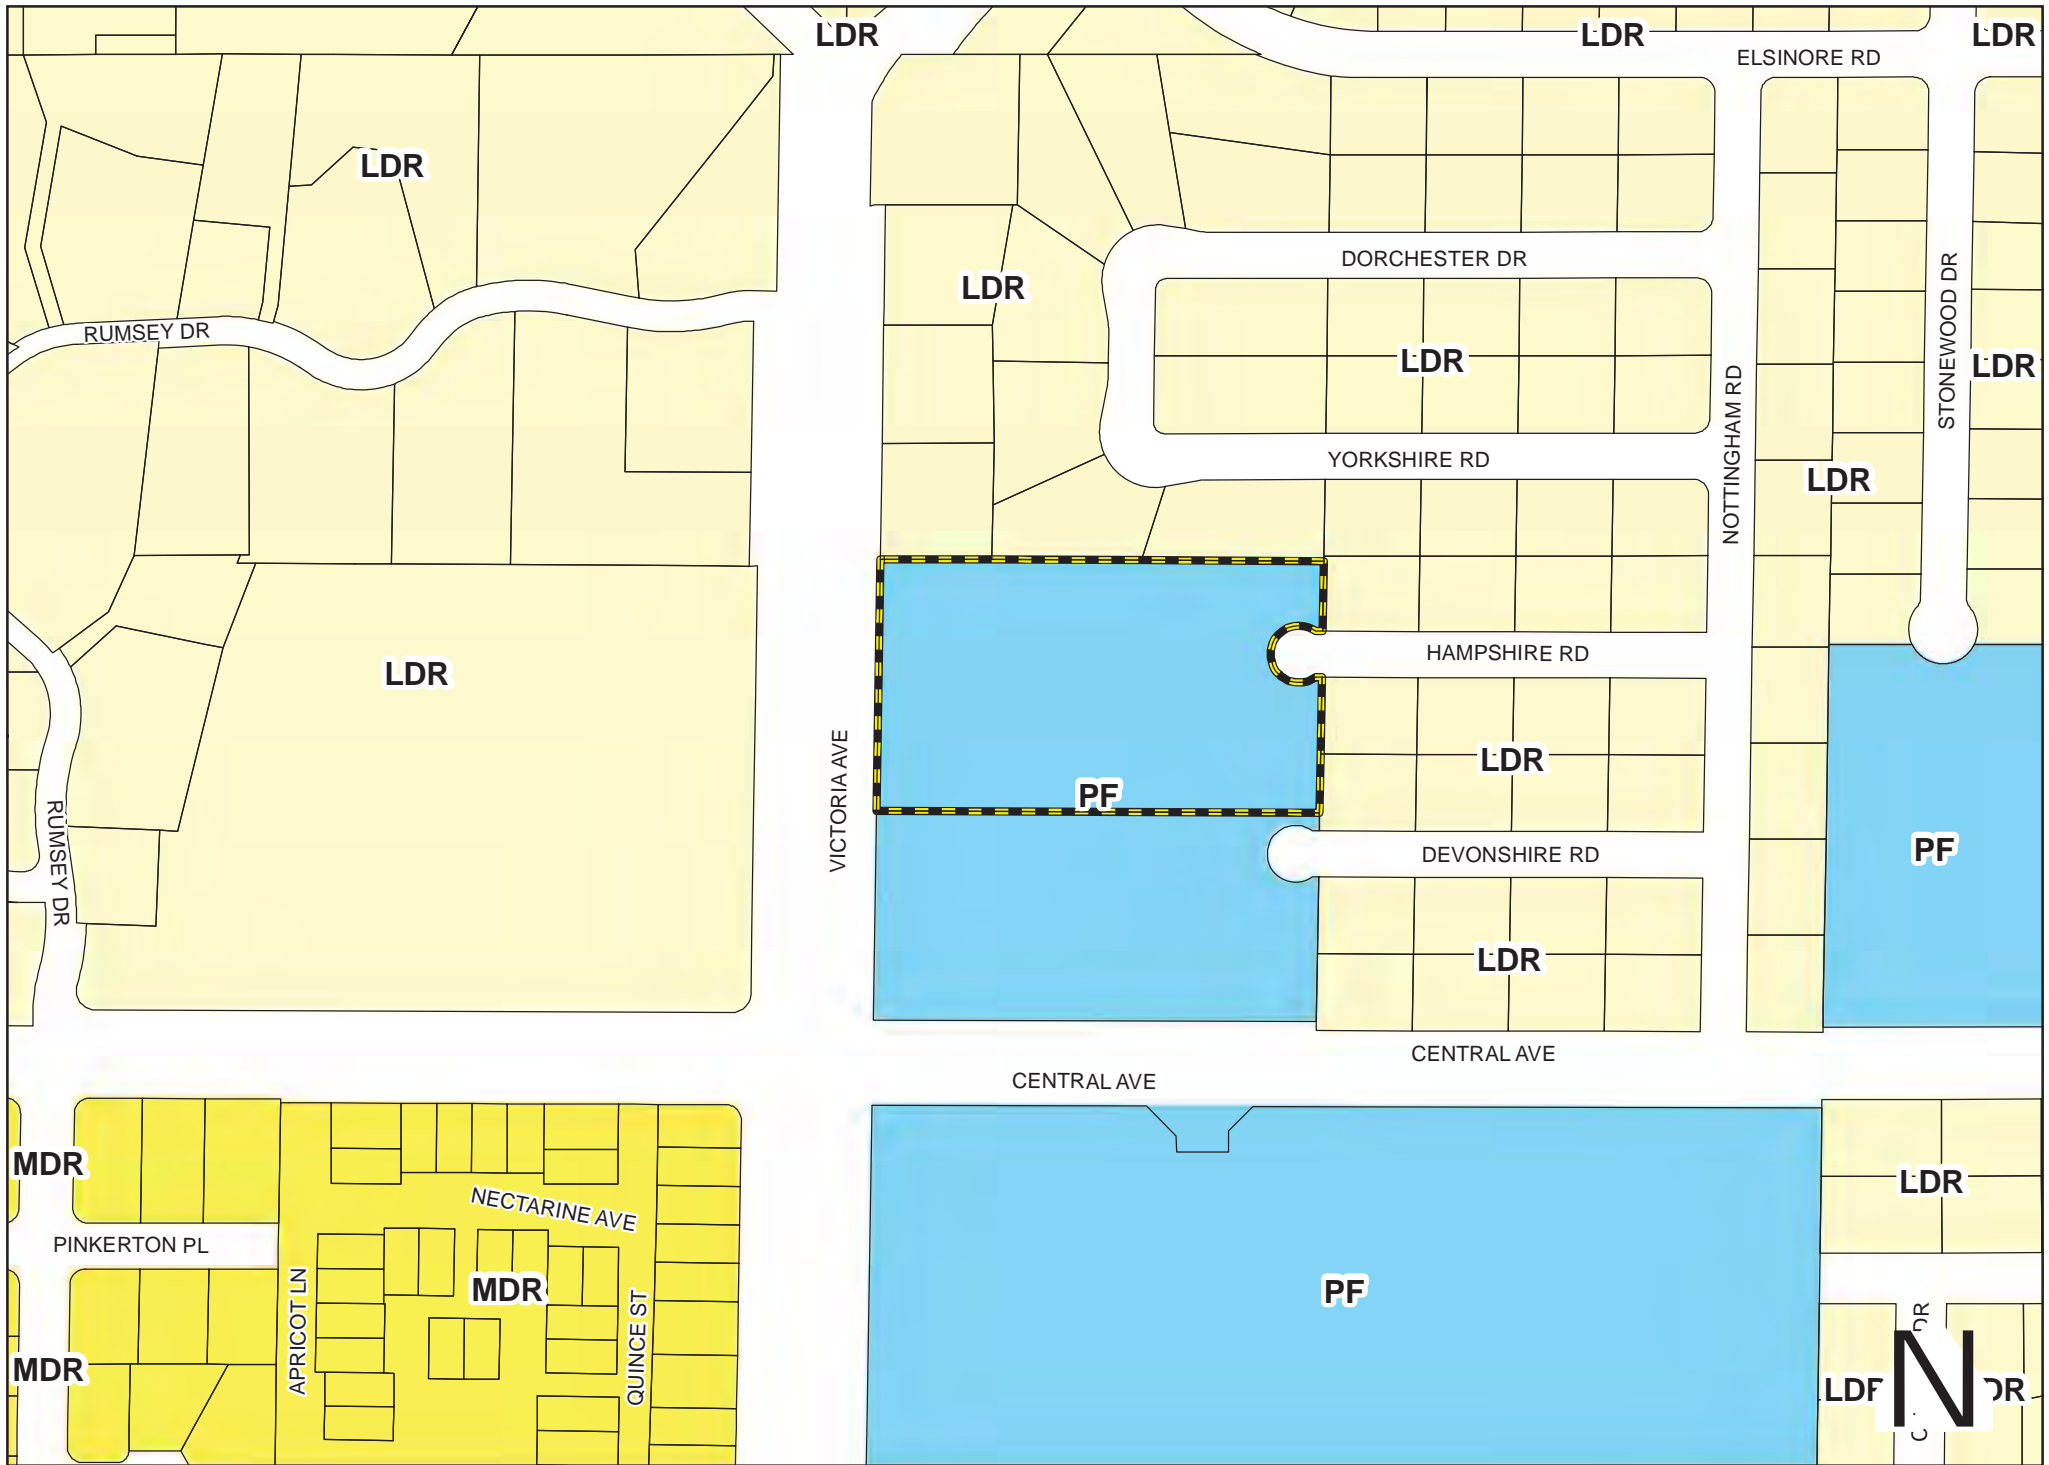 LDR
LDR
LDR
ELSINORE RD
LDR
DORCHESTER DR
LDR
STONEWOOD DR
RUMSEY DR
LDR
LDR
NOTTINGHAM RD
YORKSHIRE RD
LDR
HAMPSHIRE RD
LDR
VICTORIA AVE
LDR
PF
RUMSEY DR
DEVONSHIRE RD
PF
LDR
CENTRAL AVE
CENTRAL AVE
MDR
LDR
NECTARINE AVE
PINKERTON PL
MDR
PF
APRICOT LN
QUINCE ST
MDR
DR
N